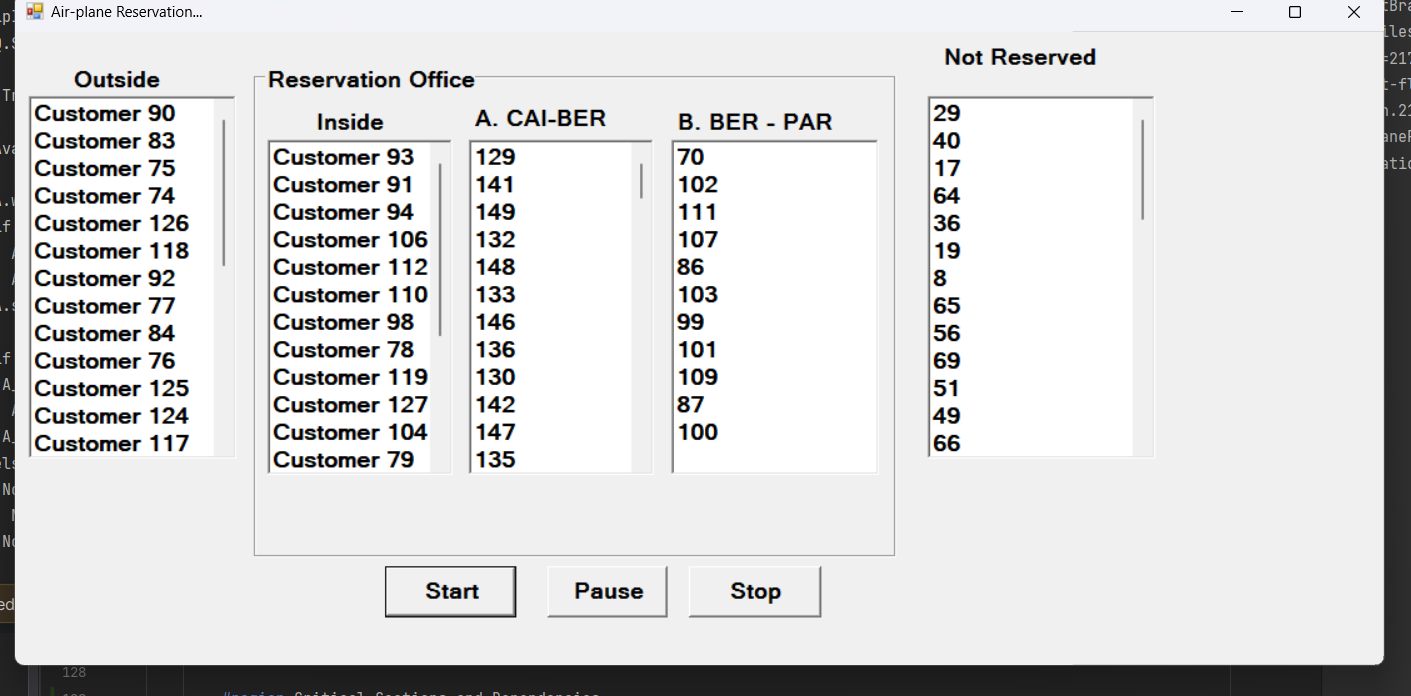 Air-plane Reservation...
Outside
Customer 90
Customer 83
Customer 75
Customer 74
Customer 126
Customer 118
Customer 92
Customer 77
Customer 84
Customer 76
Customer 125
Customer 124
Customer 117
Reservation Office
Inside
Customer 93
Customer 91
Customer 94
Customer 106
Customer 112
Customer 110
Customer 98
Customer 78
Customer 119
Customer 127
Customer 104
Customer 79
A. CAI-BER
129
141
149
132
148
133
146
136
130
142
147
135
B. BER - PAR
70
102
111
107
86
103
99
101
109
87
100
Not Reserved
29
40
17
64
36
19
8
65
56
69
51
49
66
Start
Pause
Stop
128